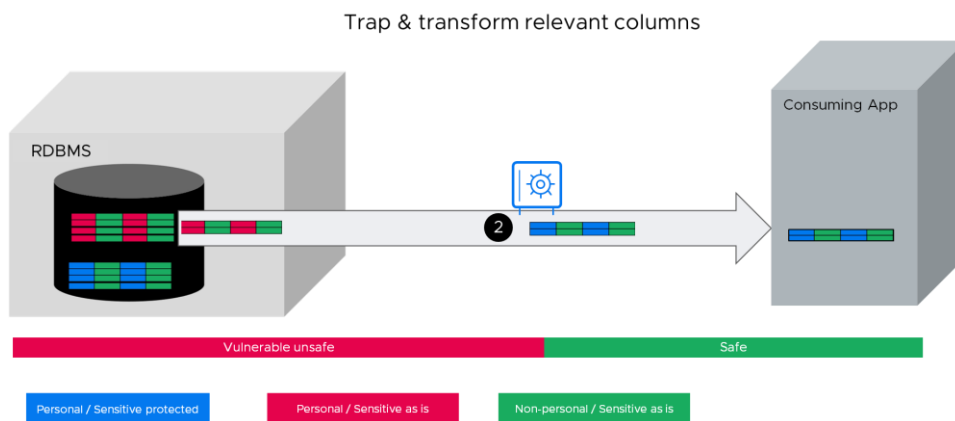 Trap & transform relevant columns
Consuming App
RDBMS
2
Vulnerable unsafe
Safe
Personal / Sensitive protected
Personal / Sensitive as is
Non-personal / Sensitive as is